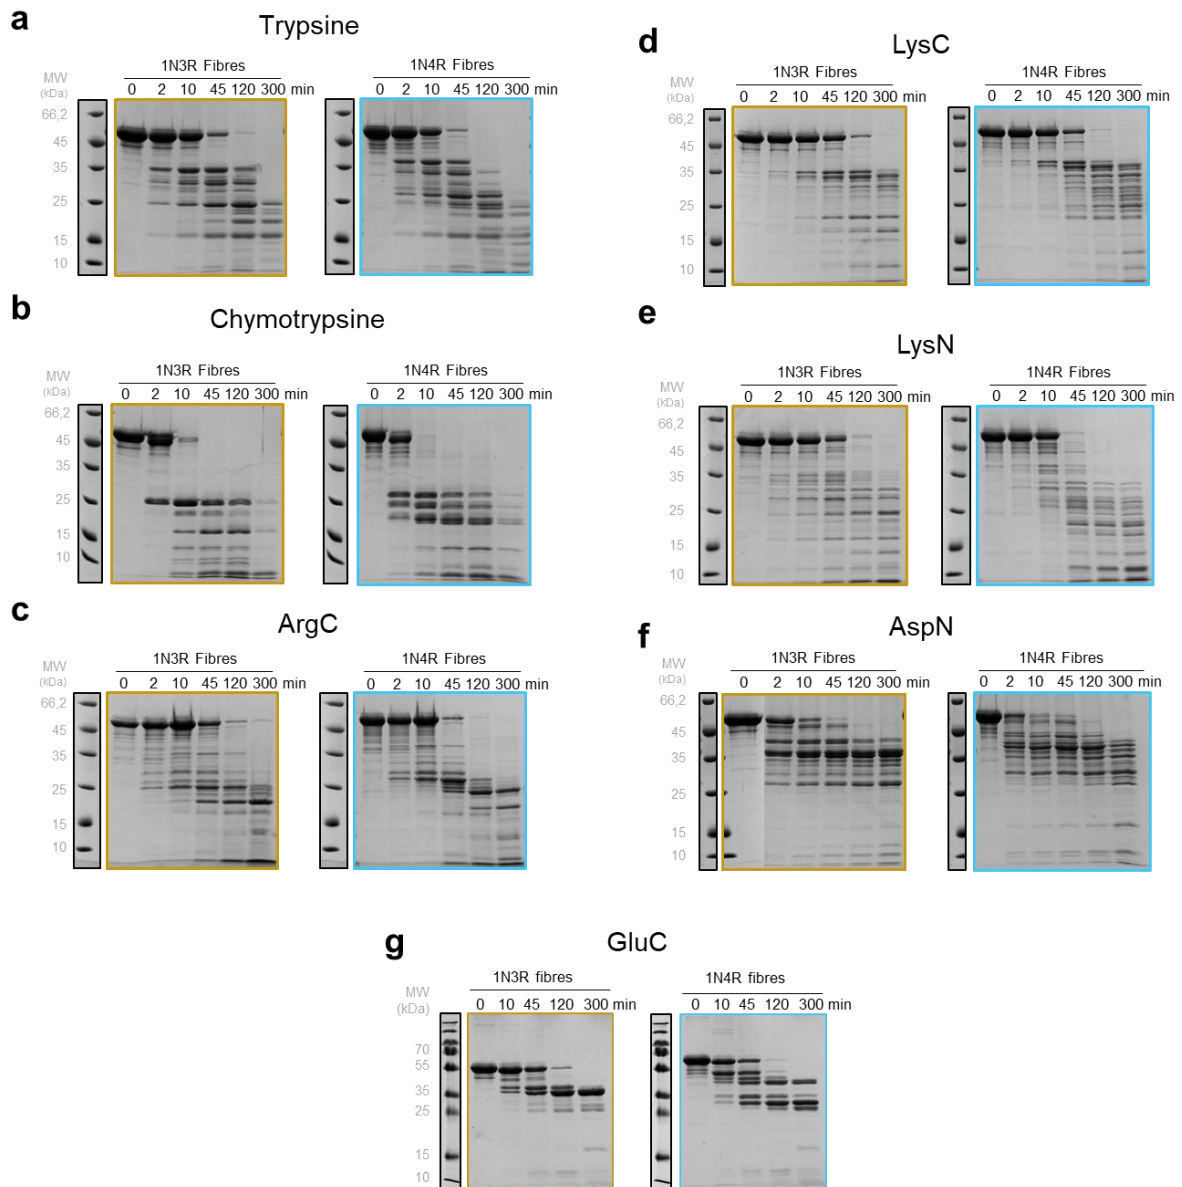 a
Trypsine
1N3R Fibres
1N4R Fibres
MW
(kDa)
0 2 10 45 120 300 min
0 2 10 45 120 300 min
66,2
45
35
25
15
10
b
Chymotrypsine
1N3R Fibres
1N4R Fibres
MW
(kDa)
0 2 10 45 120 300 min
0 2 10 45 120 300 min
66,2
45
35
25
15
10
c
ArgC
1N3R Fibres
1N4R Fibres
MW
(kDa)
0 2 10 45 120 300 min
0 2 10 45 120 300 min
66,2
45
35
25
15
10
d
LysC
1N3R Fibres
1N4R Fibres
MW
(kDa)
0 2 10 45 120 300 min
0 2 10 45 120 300 min
66,2
45
35
25
15
10
e
LysN
1N3R Fibres
1N4R Fibres
MW
(kDa)
0 2 10 45 120 300 min
0 2 10 45 120 300 min
66,2
45
35
25
15
10
f
AspN
1N3R Fibres
1N4R Fibres
MW
(kDa)
0 2 10 45 120 300 min
0 2 10 45 120 300 min
66,2
45
35
25
15
10
g
GluC
1N3R fibres
1N4R fibres
MW
(kDa)
0 10 45 120 300 min
0 10 45 120 300 min
70
55
35
25
15
10